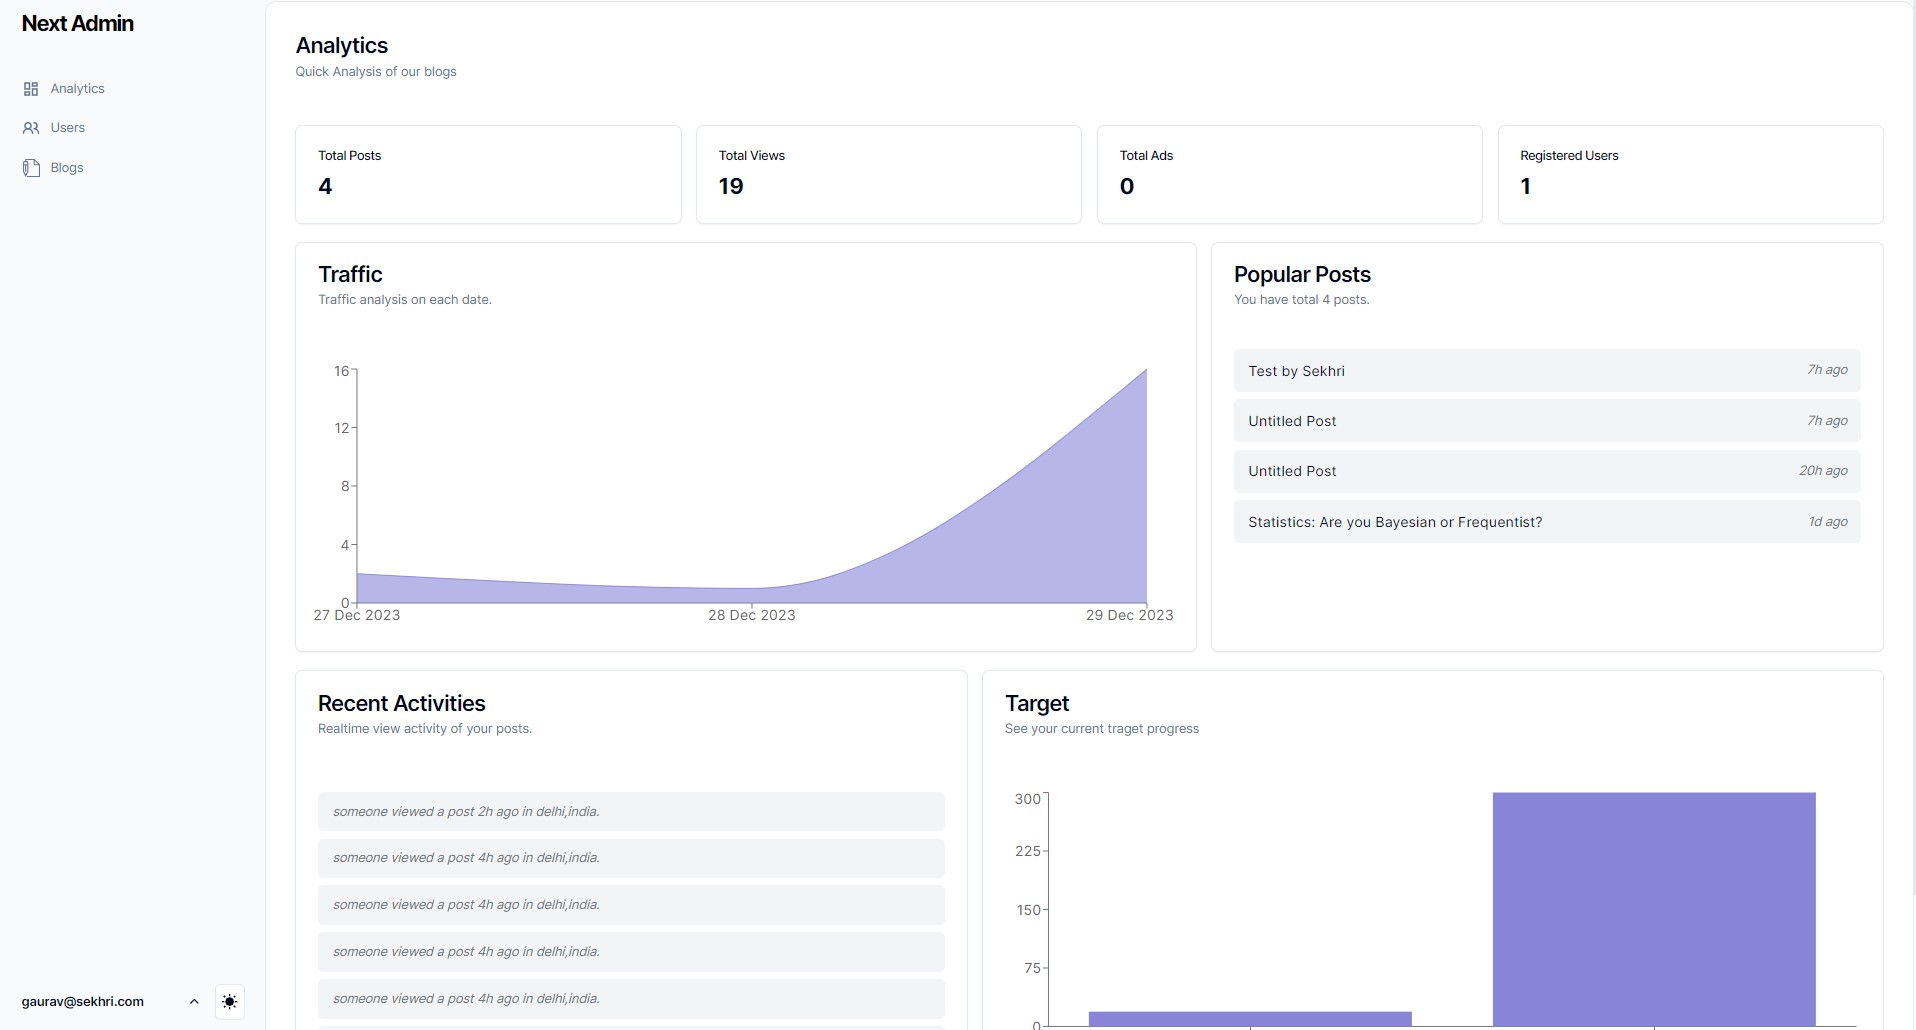 Next Admin
Analytics
Users
Blogs
gaurav@sekhri.com
Analytics
Quick Analysis of our blogs
Total Posts
4
Total Views
19
Total Ads
0
Registered Users
1
Traffic
Traffic analysis on each date.
16
12
8
4
0
27 Dec 2023
28 Dec 2023
29 Dec 2023
Popular Posts
You have total 4 posts.
Test by Sekhri
7h ago
Untitled Post
7h ago
Untitled Post
20h ago
Statistics: Are you Bayesian or Frequentist?
1d ago
Recent Activities
Realtime view activity of your posts.
someone viewed a post 2h ago in delhi,india.
someone viewed a post 4h ago in delhi,india.
someone viewed a post 4h ago in delhi,india.
someone viewed a post 4h ago in delhi,india.
someone viewed a post 4h ago in delhi,india.
Target
See your current traget progress
300
225
150
75
0